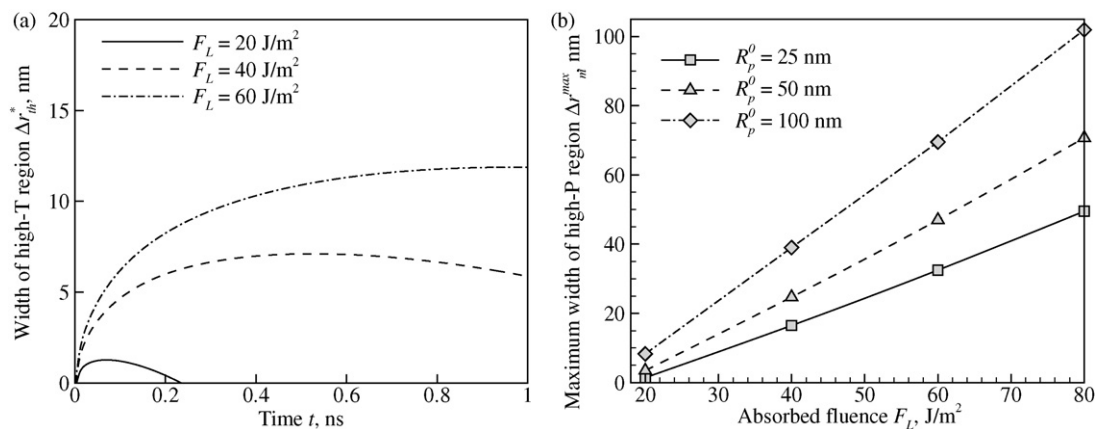 (a)
20
15
10
5
0
Width of high-T region Δr*th, nm
F_L = 20 J/m²
F_L = 40 J/m²
F_L = 60 J/m²
0 0.2 0.4 0.6 0.8 1
Time t, ns
(b)
100
80
60
40
20
0
Maximum width of high-P region Δr^max_nl, nm
R_p^0 = 25 nm
R_p^0 = 50 nm
R_p^0 = 100 nm
20 30 40 50 60 70 80
Absorbed fluence F_L, J/m²